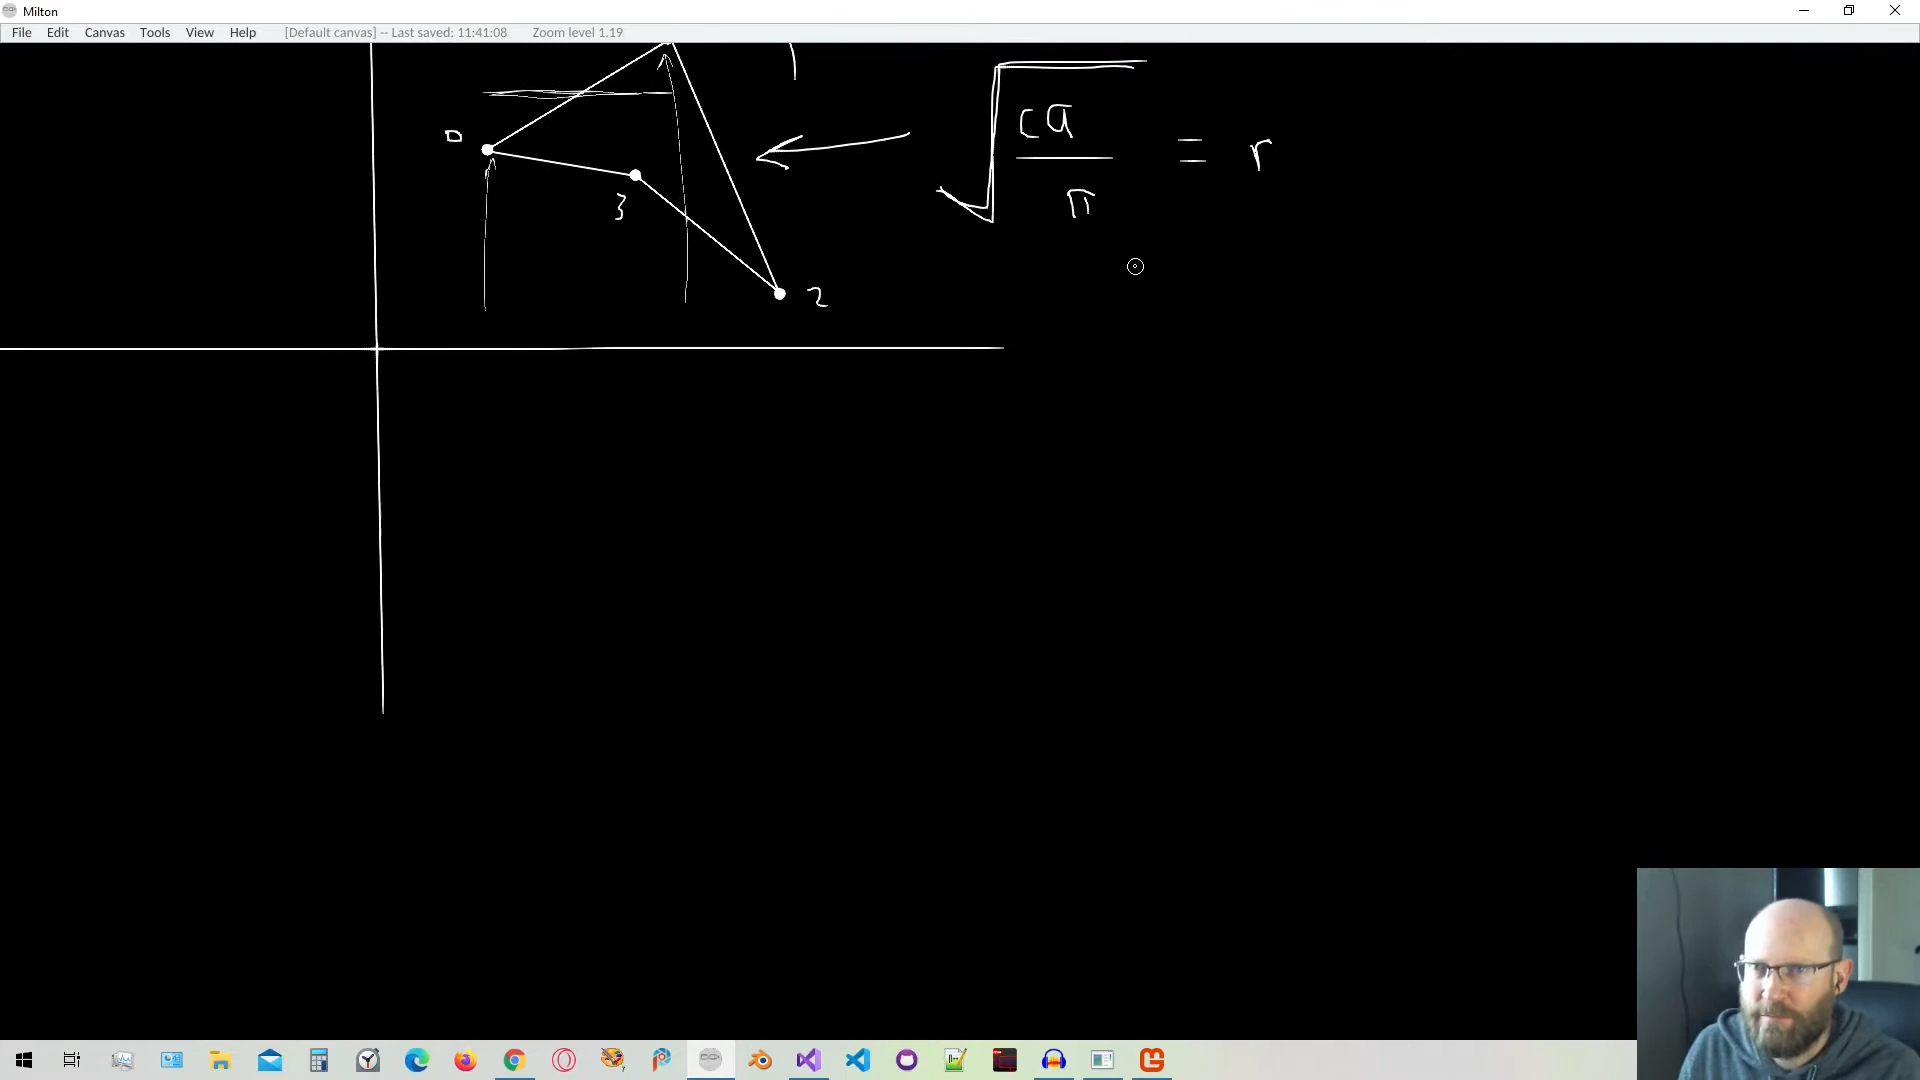 Milton
File Edit Canvas Tools View Help [Default canvas] -- Last saved: 11:41:08 Zoom level 1.19
0
3
2
√ca/π = r